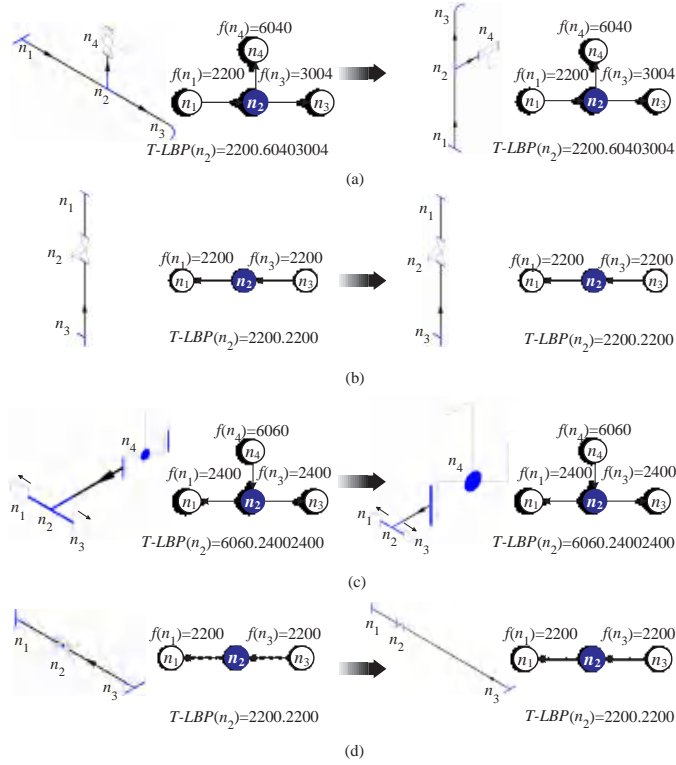 n3
f(n4)=6040
f(n4)=6040
n4
n4
n4
n4
n1
f(n1)=2200
f(n3)=3004
n2
f(n1)=2200
f(n3)=3004
n2
n1
n2
n3
n1
n2
n3
n3
n1
T-LBP(n2)=2200.60403004
T-LBP(n2)=2200.60403004
(a)
n1
n1
n2
f(n1)=2200
f(n3)=2200
n2
f(n1)=2200
f(n3)=2200
n1
n2
n3
n1
n2
n3
n3
T-LBP(n2)=2200.2200
n3
T-LBP(n2)=2200.2200
(b)
f(n4)=6060
f(n4)=6060
n4
n4
n4
n4
f(n1)=2400
f(n3)=2400
f(n1)=2400
f(n3)=2400
n1
n2
n1
n2
n3
n1
n2
n3
n1
n2
n3
n3
T-LBP(n2)=6060.24002400
T-LBP(n2)=6060.24002400
(c)
n1
f(n1)=2200
f(n3)=2200
n1
n2
f(n1)=2200
f(n3)=2200
n2
n1
n2
n3
n1
n2
n3
n3
n3
T-LBP(n2)=2200.2200
T-LBP(n2)=2200.2200
(d)